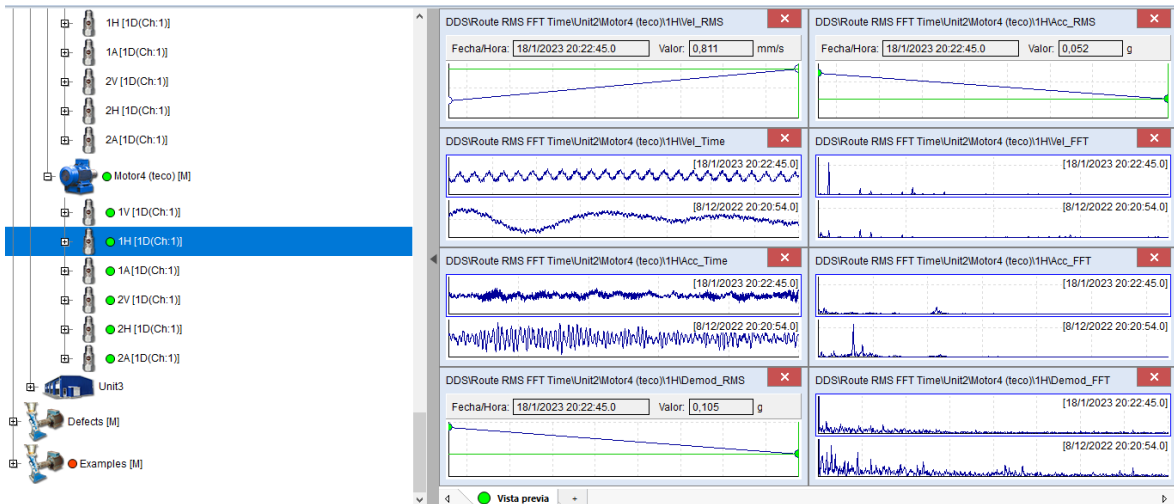 1H [1D(Ch:1)]
1A[1D(Ch:1)]
2V [1D(Ch:1)]
2H [1D(Ch:1)]
2A[1D(Ch:1)]
Motor4 (teco) [M]
1V [1D(Ch:1)]
1H [1D(Ch:1)]
1A [1D(Ch:1)]
2V [1D(Ch:1)]
2H [1D(Ch:1)]
2A [1D(Ch:1)]
Unit3
Defects [M]
Examples [M]
DDS\Route RMS FFT Time\Unit2\Motor4 (teco)\1H\Vel_RMS
Fecha/Hora: 18/1/2023 20:22:45.0 Valor: 0,811 mm/s
DDS\Route RMS FFT Time\Unit2\Motor4 (teco)\1H\Acc_RMS
Fecha/Hora: 18/1/2023 20:22:45.0 Valor: 0,052 g
DDS\Route RMS FFT Time\Unit2\Motor4 (teco)\1H\Vel_Time
[18/1/2023 20:22:45.0]
[8/12/2022 20:20:54.0]
DDS\Route RMS FFT Time\Unit2\Motor4 (teco)\1H\Vel_FFT
[18/1/2023 20:22:45.0]
[8/12/2022 20:20:54.0]
DDS\Route RMS FFT Time\Unit2\Motor4 (teco)\1H\Acc_Time
[18/1/2023 20:22:45.0]
[8/12/2022 20:20:54.0]
DDS\Route RMS FFT Time\Unit2\Motor4 (teco)\1H\Acc_FFT
[18/1/2023 20:22:45.0]
[8/12/2022 20:20:54.0]
DDS\Route RMS FFT Time\Unit2\Motor4 (teco)\1H\Demod_RMS
Fecha/Hora: 18/1/2023 20:22:45.0 Valor: 0,105 g
DDS\Route RMS FFT Time\Unit2\Motor4 (teco)\1H\Demod_FFT
[18/1/2023 20:22:45.0]
[8/12/2022 20:20:54.0]
Vista previa +